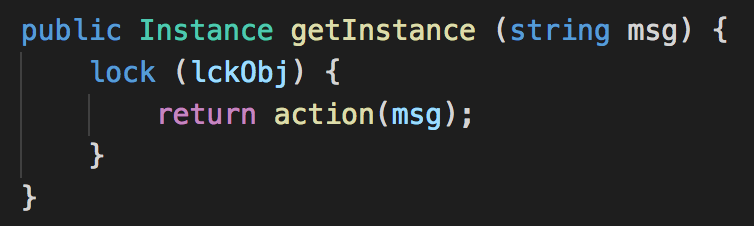 public Instance getInstance (string msg) {
    lock (lckObj) {
        return action(msg);
    }
}